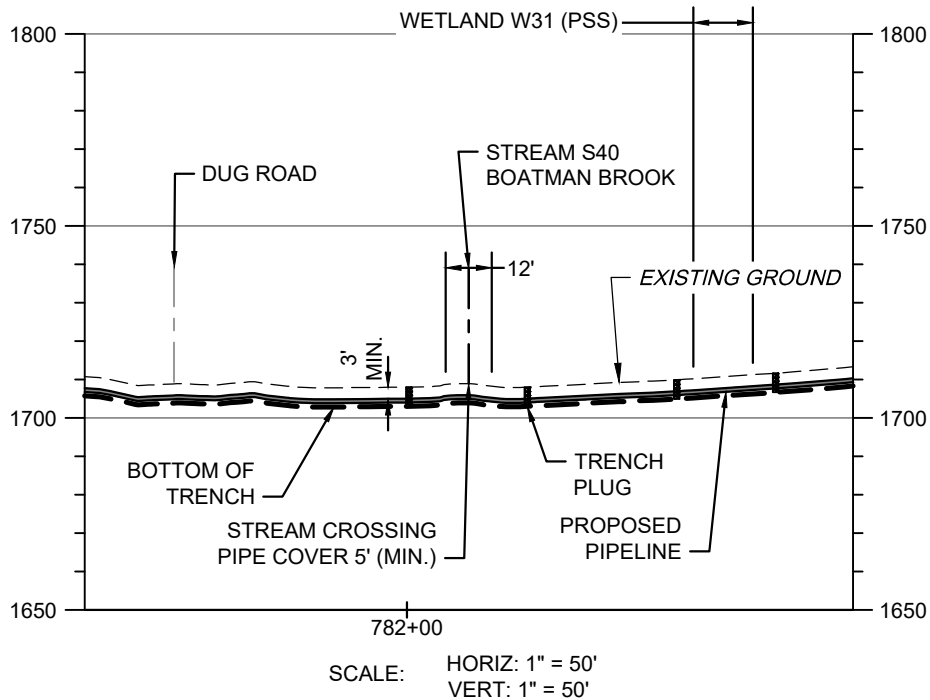 WETLAND W31 (PSS)
1800
1800
STREAM S40
BOATMAN BROOK
DUG ROAD
1750
1750
12'
EXISTING GROUND
3'
MIN.
1700
1700
BOTTOM OF
TRENCH
TRENCH
PLUG
STREAM CROSSING
PIPE COVER 5' (MIN.)
PROPOSED
PIPELINE
1650
1650
782+00
SCALE: HORIZ: 1" = 50'
VERT: 1" = 50'